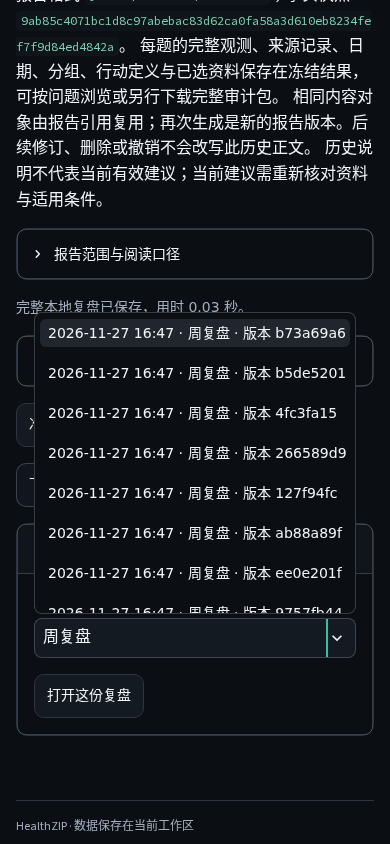 9ab85c4071bc1d8c97abebac83d62ca0fa58a3d610eb8234fe
f7f9d84ed4842a 。 每题的完整观测、来源记录、日
期、分组、行动定义与已选资料保存在冻结结果，
可按问题浏览或另行下载完整审计包。 相同内容对
象由报告引用复用；再次生成是新的报告版本。后
续修订、删除或撤销不会改写此历史正文。 历史说
明不代表当前有效建议；当前建议需重新核对资料
与适用条件。
报告范围与阅读口径
完整本地复盘已保存，用时 0.03 秒。
2026-11-27 16:47 · 周复盘 · 版本 b73a69a6
2026-11-27 16:47 · 周复盘 · 版本 b5de5201
2026-11-27 16:47 · 周复盘 · 版本 4fc3fa15
2026-11-27 16:47 · 周复盘 · 版本 266589d9
2026-11-27 16:47 · 周复盘 · 版本 127f94fc
2026-11-27 16:47 · 周复盘 · 版本 ab88a89f
2026-11-27 16:47 · 周复盘 · 版本 ee0e201f
2026-11-27 16:47 · 周复盘 · 版本 9757fb44
周复盘
打开这份复盘
HealthZIP · 数据保存在当前工作区